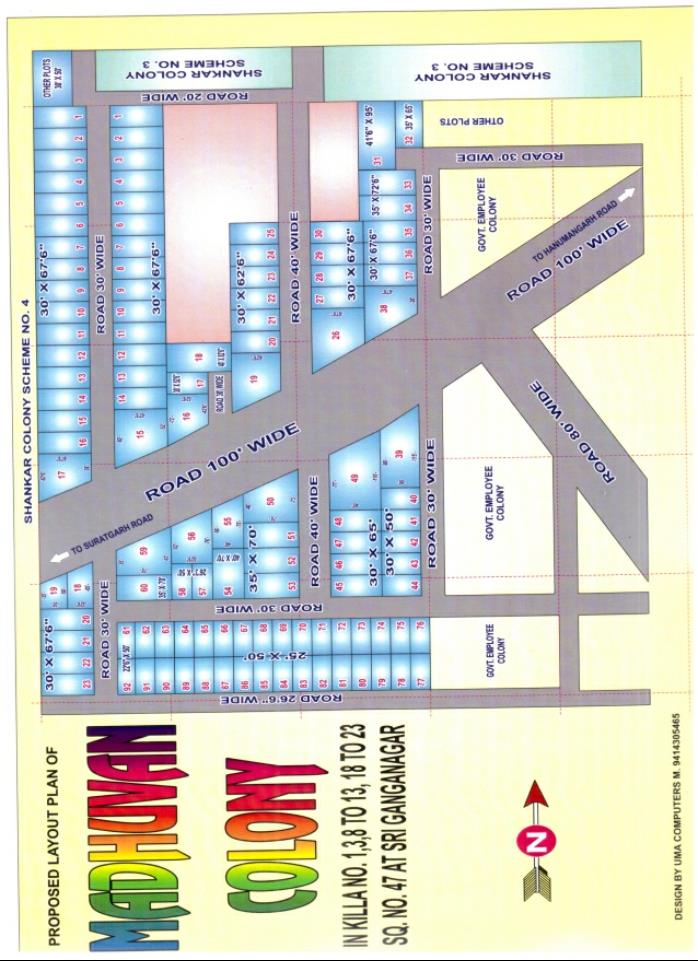 PROPOSED LAYOUT PLAN OF
MADHUVAN
COLONY
IN KILLA NO. 1,3,8 TO 13, 18 TO 23
SQ. NO. 47 AT SRI GANGANAGAR
N
DESIGN BY UMA COMPUTERS M. 9414305465
SHANKAR COLONY SCHEME NO. 4
OTHER PLOTS
30' X 50'
SHANKAR COLONY
SCHEME NO. 3
SHANKAR COLONY
SCHEME NO. 3
ROAD 20' WIDE
30' X 67'6"
1 2 3 4 5 6 7 8 9 10 11 12 13 14 15 16 17
ROAD 30' WIDE
30' X 67'6"
1 2 3 4 5 6 7 8 9 10 11 12 13 14 15
16 17 18
ROAD 30' WIDE
30' X 62'6"
25 24 23 22 21 20 19
ROAD 40' WIDE
41'6" X 95'
31
35' X 65'
32
OTHER PLOTS
ROAD 30' WIDE
35' X 72'6"
33
34
30' X 67'6"
30 29 28 27 26
30' X 67'6"
35 36 37 38
ROAD 30' WIDE
GOVT. EMPLOYEE
COLONY
TO HANUMANGARH ROAD
ROAD 100' WIDE
ROAD 80' WIDE
ROAD 100' WIDE
TO SURATGARH ROAD
19 18
30' X 67'6"
23 22 21 20
ROAD 30' WIDE
59
60
35' X 70'
56
57
58
55
54
40' X 70'
35' X 70'
50 51 52 53
ROAD 40' WIDE
49 48 47 46 45
30' X 65'
30' X 50'
39 40 41 42 43 44
ROAD 30' WIDE
GOVT. EMPLOYEE
COLONY
ROAD 30' WIDE
61 62 63 64 65 66 67 68 69 70 71 72 73 74 75 76
22'6" X 50'
25' X 50'
92 91 90 89 88 67 86 85 84 83 82 81 80 79 78 77
GOVT. EMPLOYEE
COLONY
ROAD 26'6" WIDE